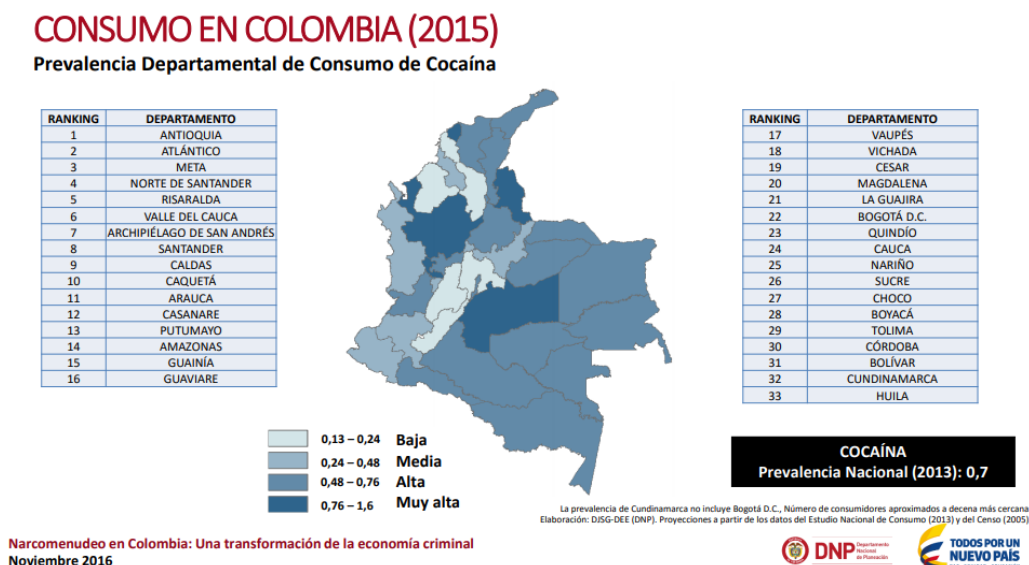 CONSUMO EN COLOMBIA (2015)
Prevalencia Departamental de Consumo de Cocaína
RANKING DEPARTAMENTO
1 ANTIOQUIA
2 ATLÁNTICO
3 META
4 NORTE DE SANTANDER
5 RISARALDA
6 VALLE DEL CAUCA
7 ARCHIPIÉLAGO DE SAN ANDRÉS
8 SANTANDER
9 CALDAS
10 CAQUETÁ
11 ARAUCA
12 CASANARE
13 PUTUMAYO
14 AMAZONAS
15 GUAINÍA
16 GUAVIARE
RANKING DEPARTAMENTO
17 VAUPÉS
18 VICHADA
19 CESAR
20 MAGDALENA
21 LA GUAJIRA
22 BOGOTÁ D.C.
23 QUINDÍO
24 CAUCA
25 NARIÑO
26 SUCRE
27 CHOCO
28 BOYACÁ
29 TOLIMA
30 CÓRDOBA
31 BOLÍVAR
32 CUNDINAMARCA
33 HUILA
0,13 – 0,24 Baja
0,24 – 0,48 Media
0,48 – 0,76 Alta
0,76 – 1,6 Muy alta
COCAÍNA
Prevalencia Nacional (2013): 0,7
La prevalencia de Cundinamarca no incluye Bogotá D.C., Número de consumidores aproximados a decena más cercana
Elaboración: DJSG-DEE (DNP). Proyecciones a partir de los datos del Estudio Nacional de Consumo (2013) y del Censo (2005)
Narcomenudeo en Colombia: Una transformación de la economía criminal
Noviembre 2016
DNP Departamento
Nacional
de Planeación
TODOS POR UN
NUEVO PAÍS